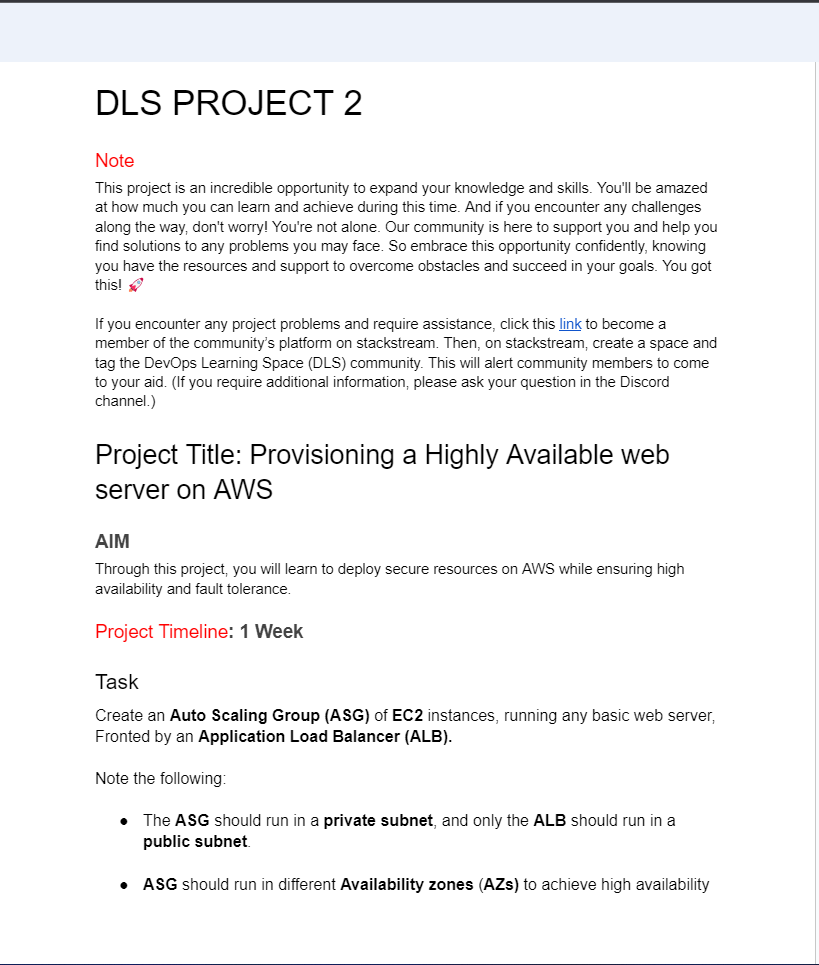 DLS PROJECT 2
Note
This project is an incredible opportunity to expand your knowledge and skills. You'll be amazed
at how much you can learn and achieve during this time. And if you encounter any challenges
along the way, don't worry! You're not alone. Our community is here to support you and help you
find solutions to any problems you may face. So embrace this opportunity confidently, knowing
you have the resources and support to overcome obstacles and succeed in your goals. You got
this! 🚀
If you encounter any project problems and require assistance, click this link to become a
member of the community's platform on stackstream. Then, on stackstream, create a space and
tag the DevOps Learning Space (DLS) community. This will alert community members to come
to your aid. (If you require additional information, please ask your question in the Discord
channel.)
Project Title: Provisioning a Highly Available web
server on AWS
AIM
Through this project, you will learn to deploy secure resources on AWS while ensuring high
availability and fault tolerance.
Project Timeline: 1 Week
Task
Create an Auto Scaling Group (ASG) of EC2 instances, running any basic web server,
Fronted by an Application Load Balancer (ALB).
Note the following:
● The ASG should run in a private subnet, and only the ALB should run in a
public subnet.
● ASG should run in different Availability zones (AZs) to achieve high availability